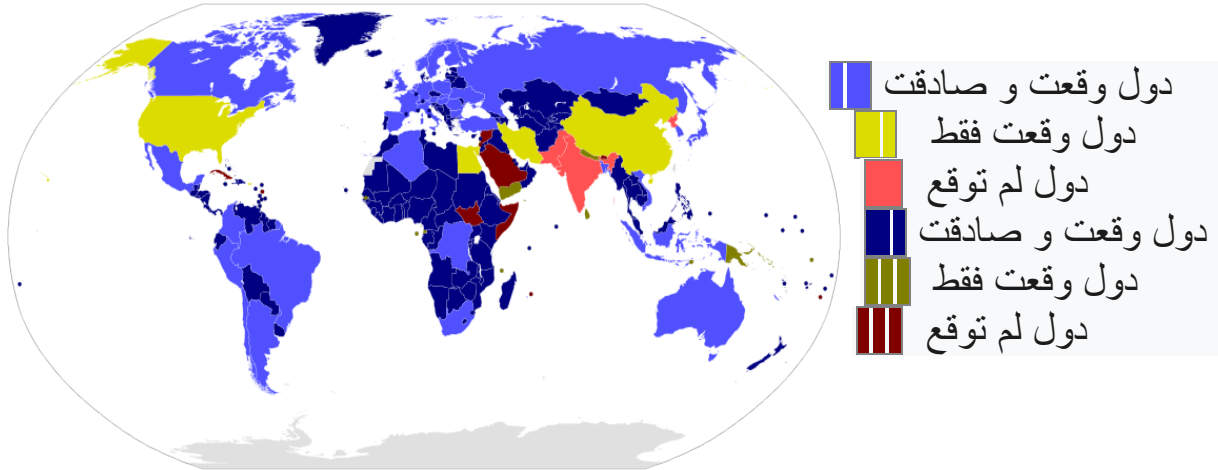 دول وقعت و صادقت
دول وقعت فقط
دول لم توقع
دول وقعت و صادقت
دول وقعت فقط
دول لم توقع